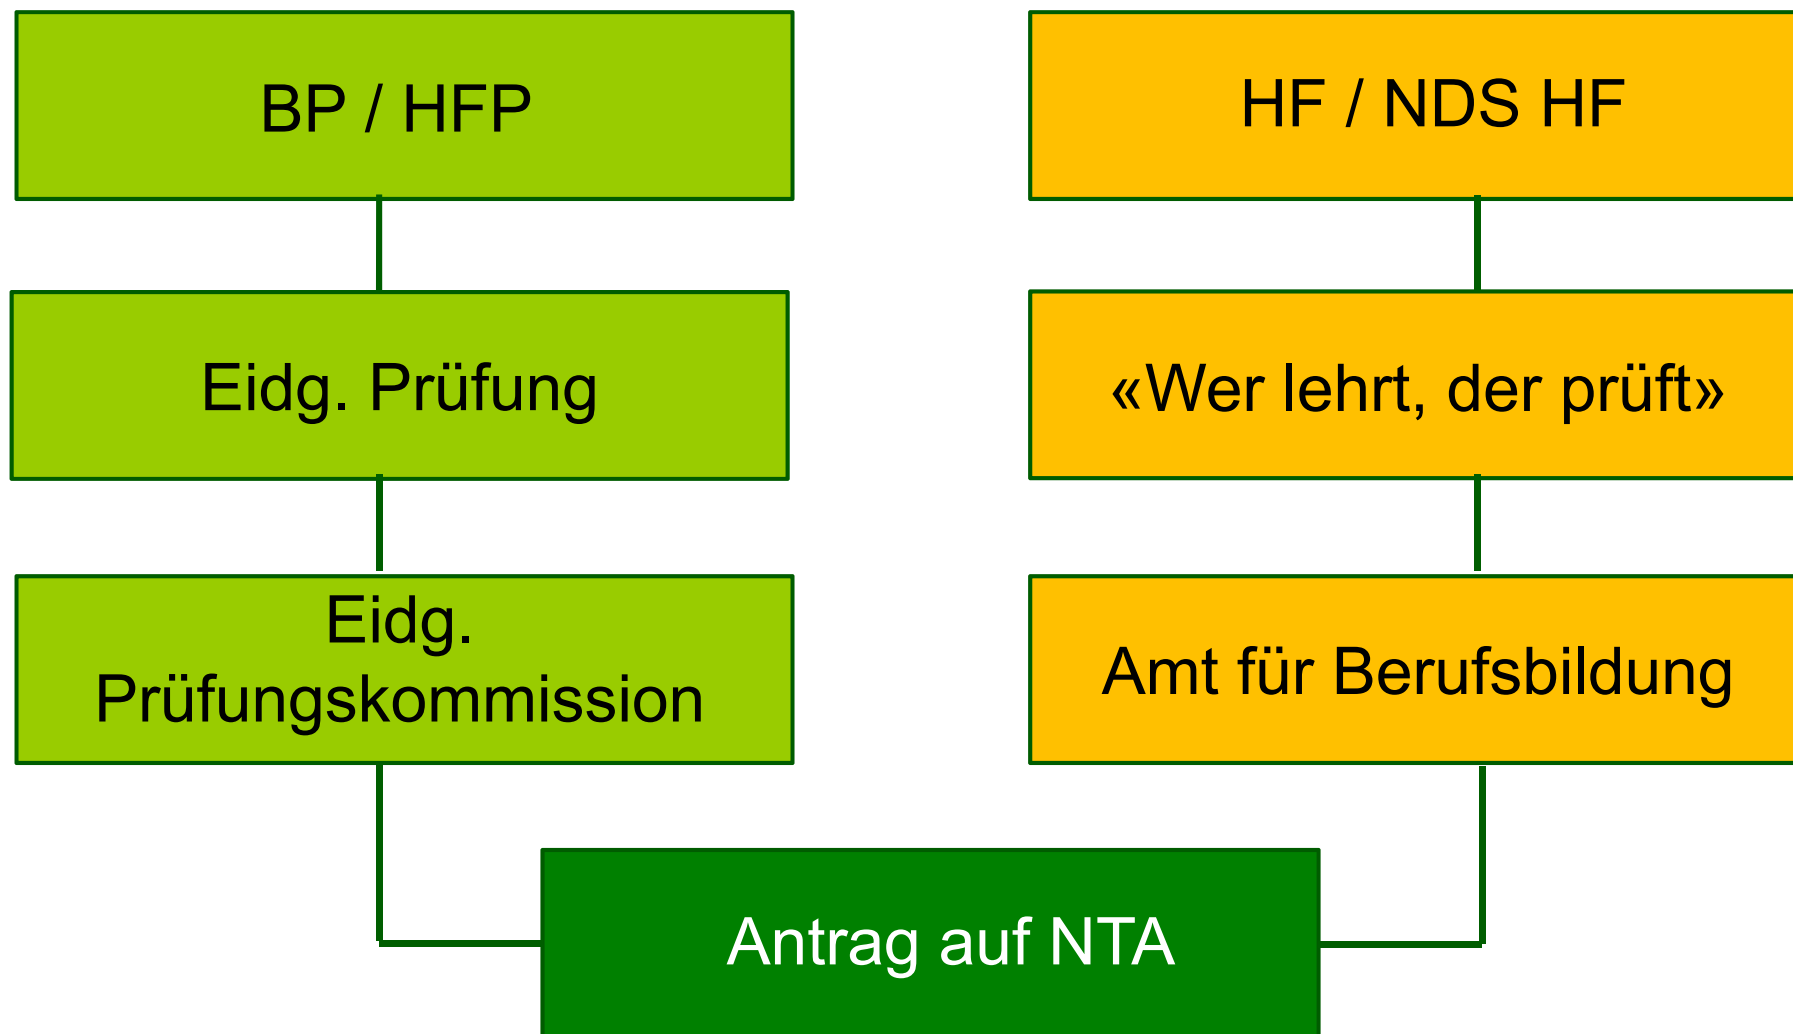 BP / HFP
HF / NDS HF
Eidg. Prüfung
«Wer lehrt, der prüft»
Eidg.
Prüfungskommission
Amt für Berufsbildung
Antrag auf NTA